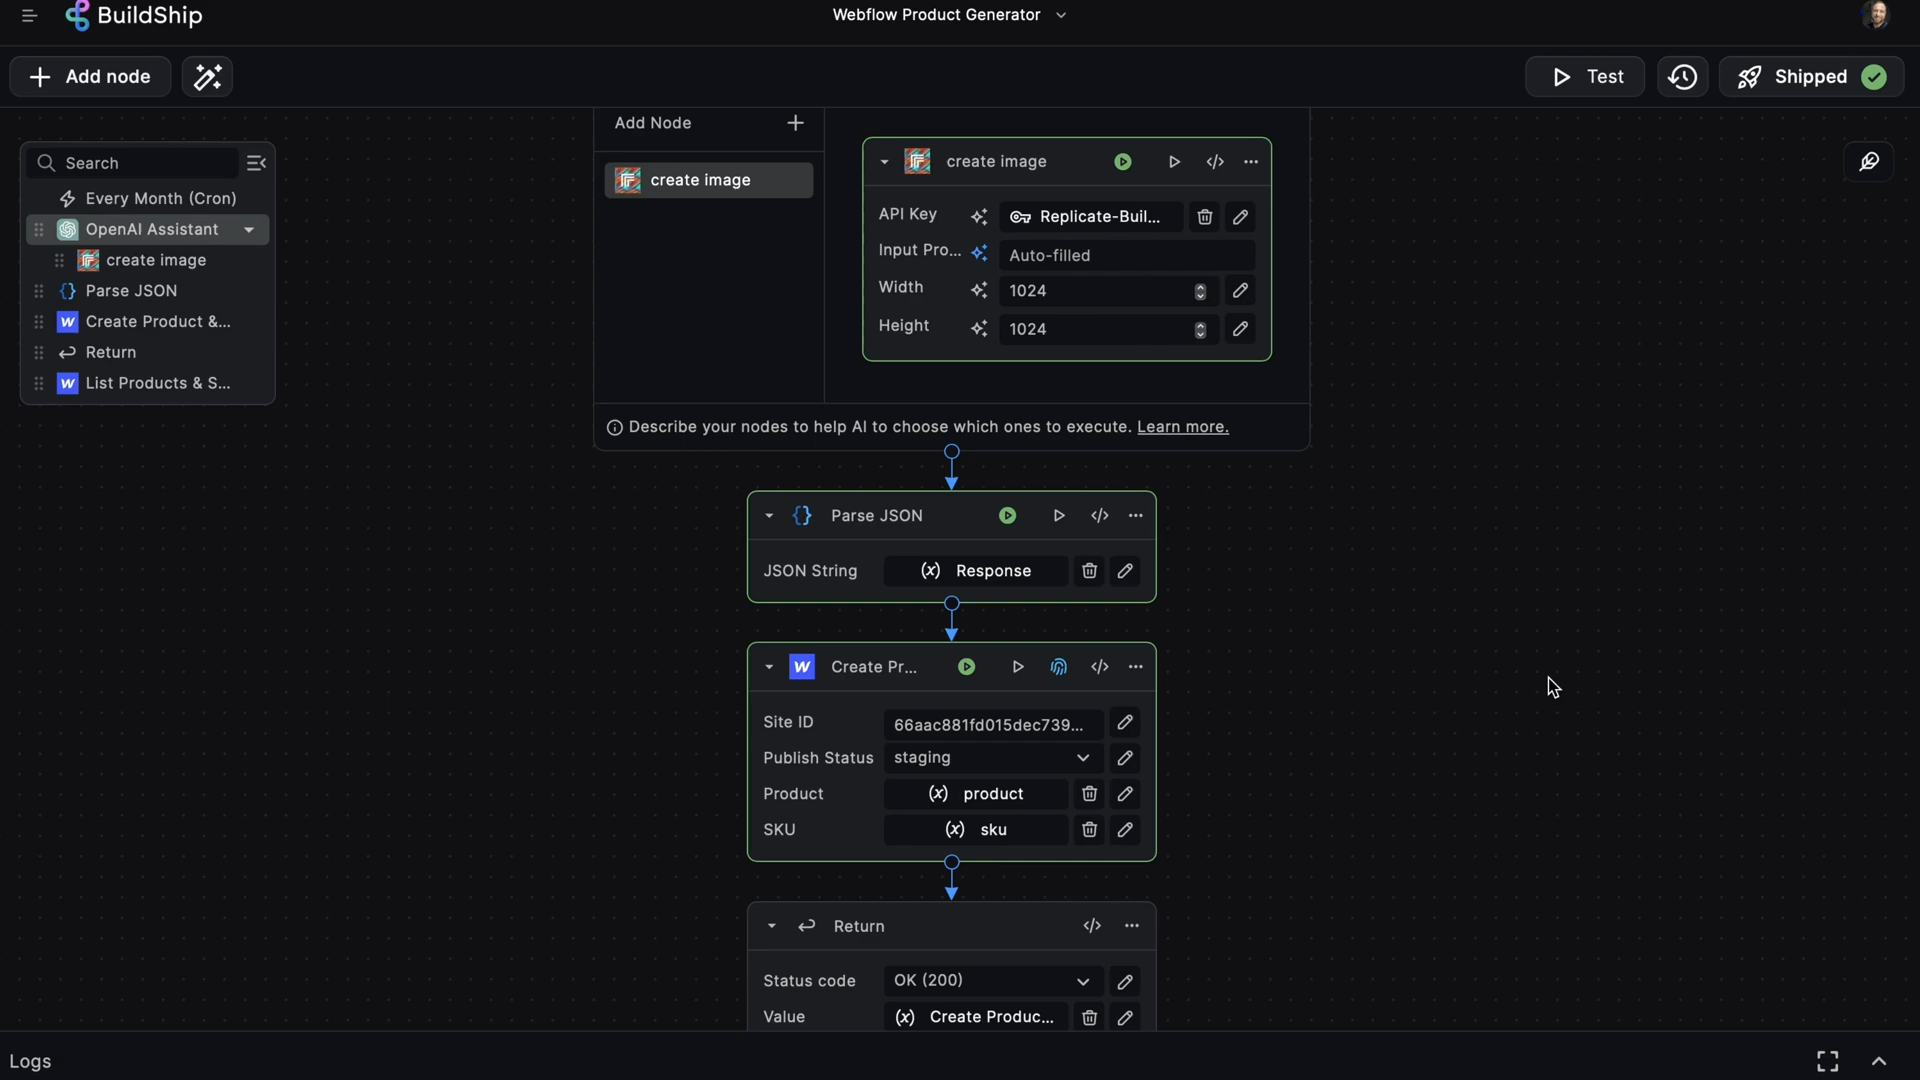 BuildShip
Webflow Product Generator
Add node
Test
Shipped
Search
Every Month (Cron)
OpenAI Assistant
create image
Parse JSON
Create Product &...
Return
List Products & S...
Add Node
create image
create image
API Key
Replicate-Buil...
Input Pro...
Auto-filled
Width
1024
Height
1024
Describe your nodes to help AI to choose which ones to execute. Learn more.
Parse JSON
JSON String
(x) Response
Create Pr...
Site ID
66aac881fd015dec739...
Publish Status
staging
Product
(x) product
SKU
(x) sku
Return
Status code
OK (200)
Value
(x) Create Produc...
Logs